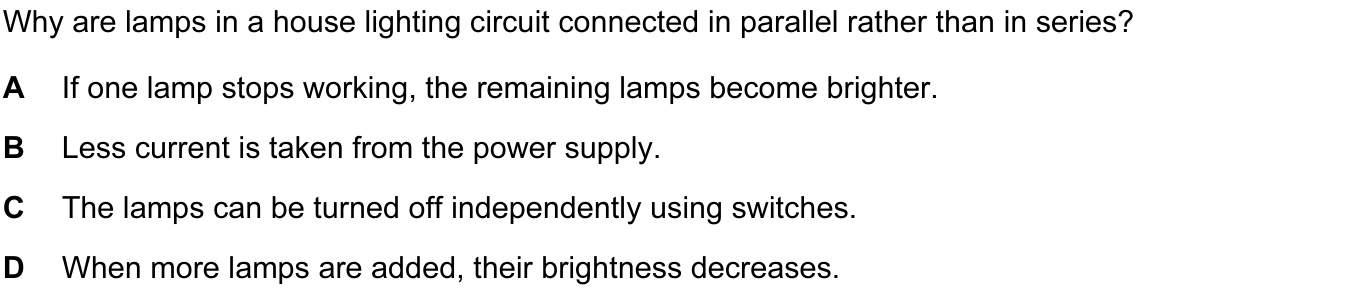 Why are lamps in a house lighting circuit connected in parallel rather than in series?
A If one lamp stops working, the remaining lamps become brighter.
B Less current is taken from the power supply.
C The lamps can be turned off independently using switches.
D When more lamps are added, their brightness decreases.